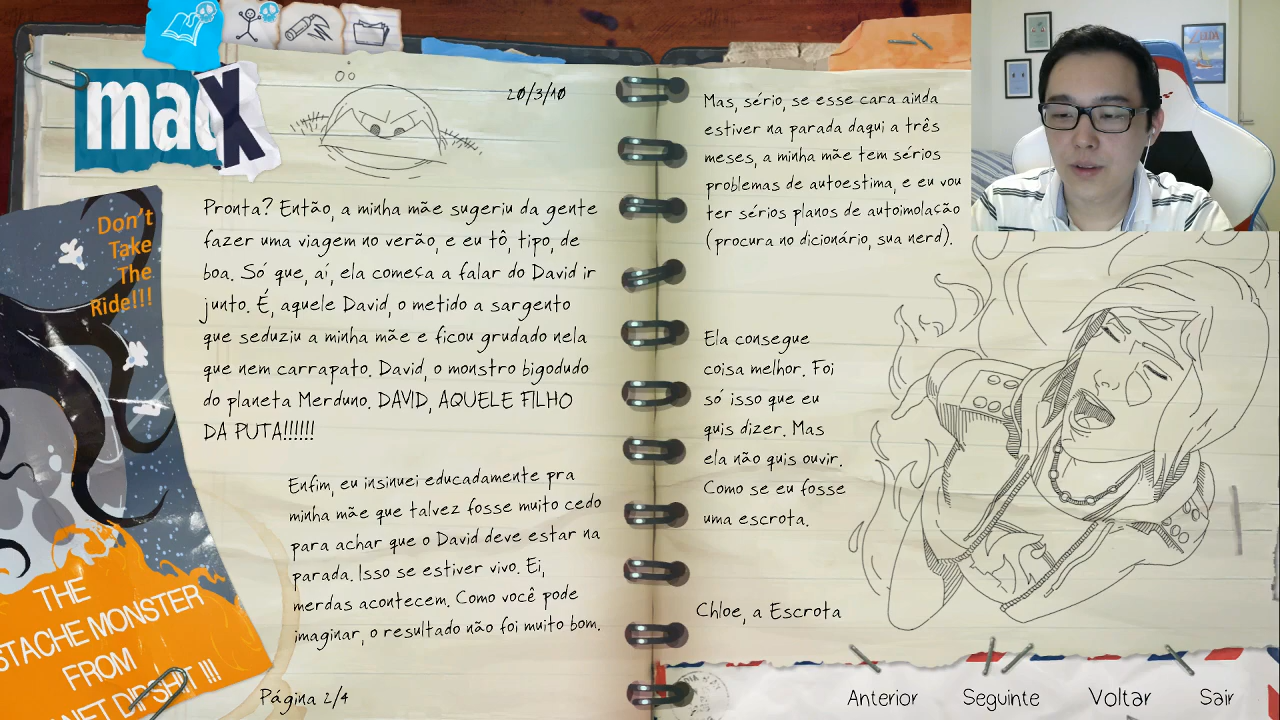 mad X
20/3/10
Don't
Take
The
Ride!!!
Pronta? Então, a minha mãe sugeriu da gente
fazer uma viagem no verão, e eu tô, tipo, de
boa. Só que, aí, ela começa a falar do David ir
junto. É, aquele David, o metido a sargento
que seduziu a minha mãe e ficou grudado nela
que nem carrapato. David, o monstro bigodudo
do planeta Merduno. DAVID, AQUELE FILHO
DA PUTA!!!!!!
Enfim, eu insinuei educadamente pra
minha mãe que talvez fosse muito cedo
para achar que o David deve estar na
parada. Isso se estiver vivo. Ei,
merdas acontecem. Como você pode
imaginar, o resultado não foi muito bom.
THE
STACHE MONSTER
FROM
NET DIPSHIT !!!
Página 2/4
Mas, sério, se esse cara ainda
estiver na parada daqui a três
meses, a minha mãe tem sérios
problemas de autoestima, e eu vou
ter sérios planos de autoimolação
(procura no dicionário, sua nerd).
Ela consegue
coisa melhor. Foi
só isso que eu
quis dizer. Mas
ela não quis ouvir.
Como se eu fosse
uma escrota.
Chloe, a Escrota
Anterior Seguinte Voltar Sair
ZELDA